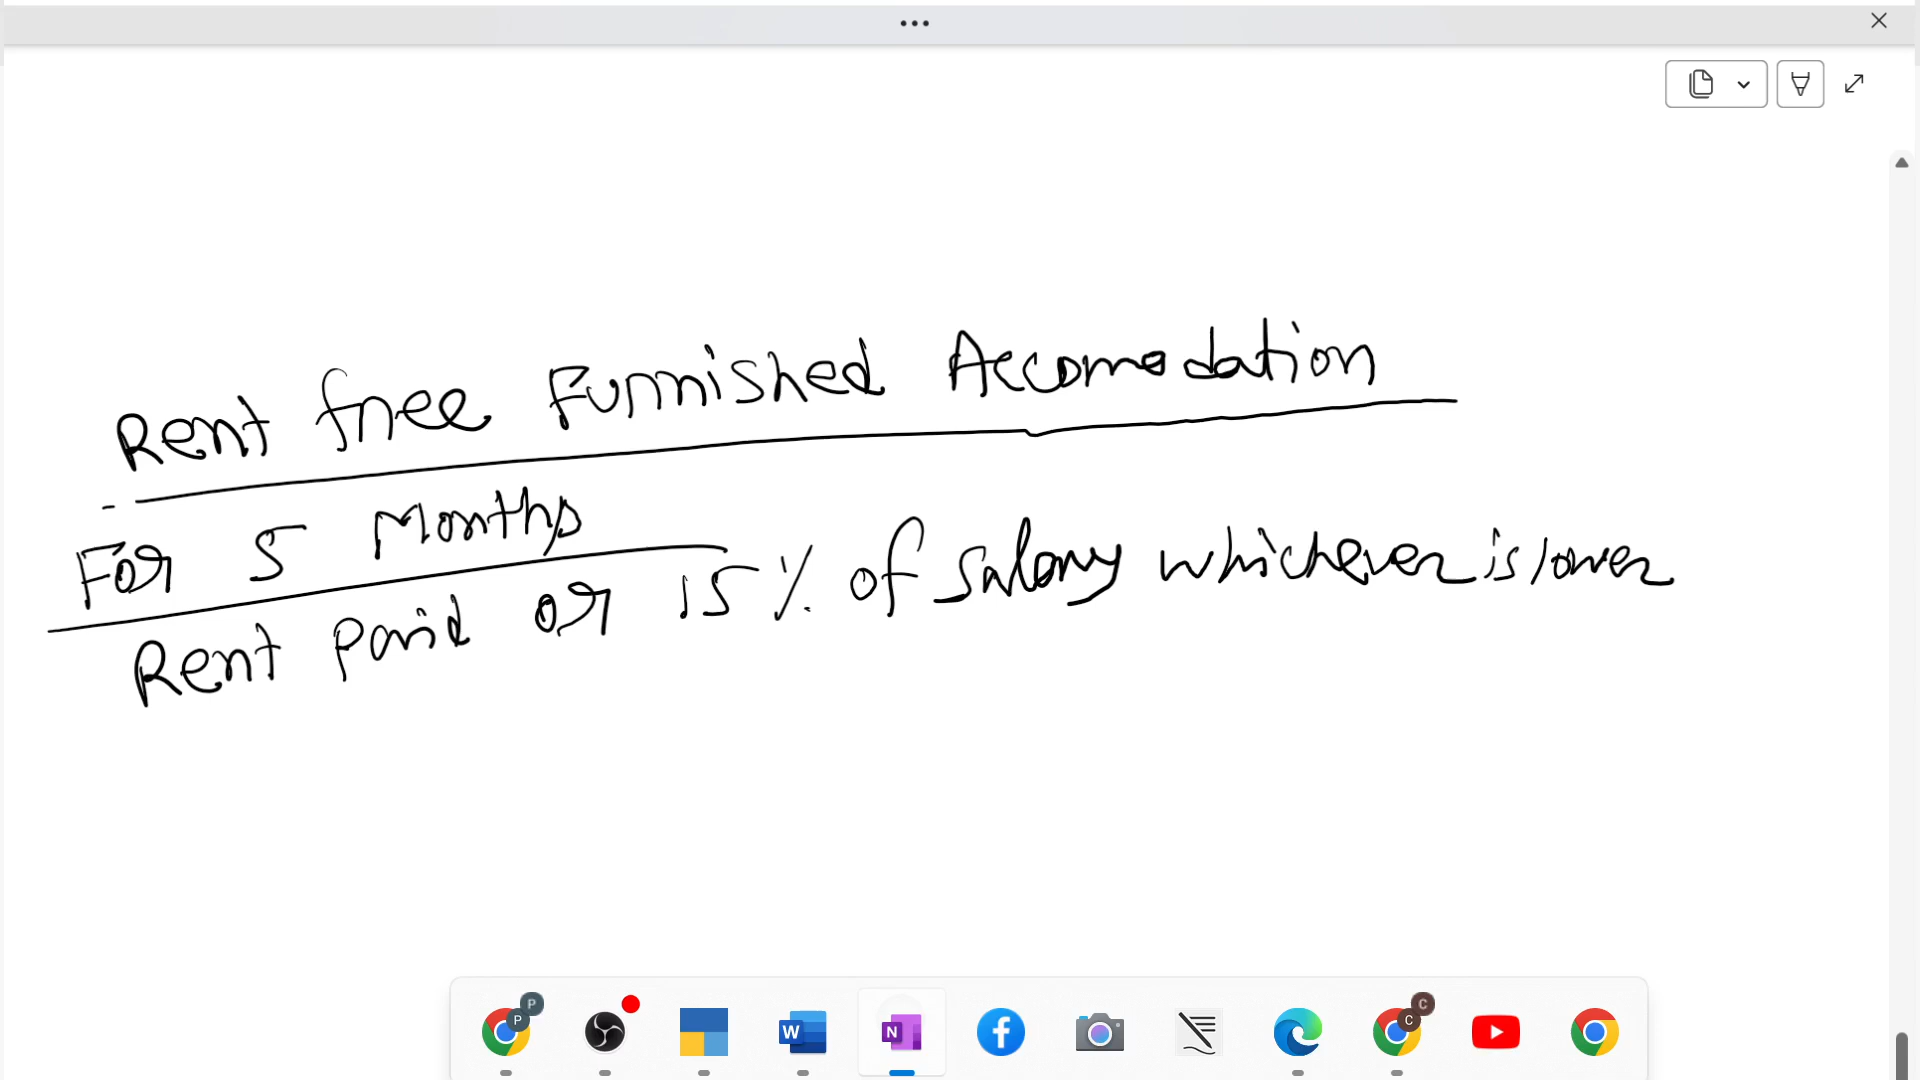 Rent free Furnished Accomodation
For 5 Months
Rent Paid or 15% of salary whichever is lower